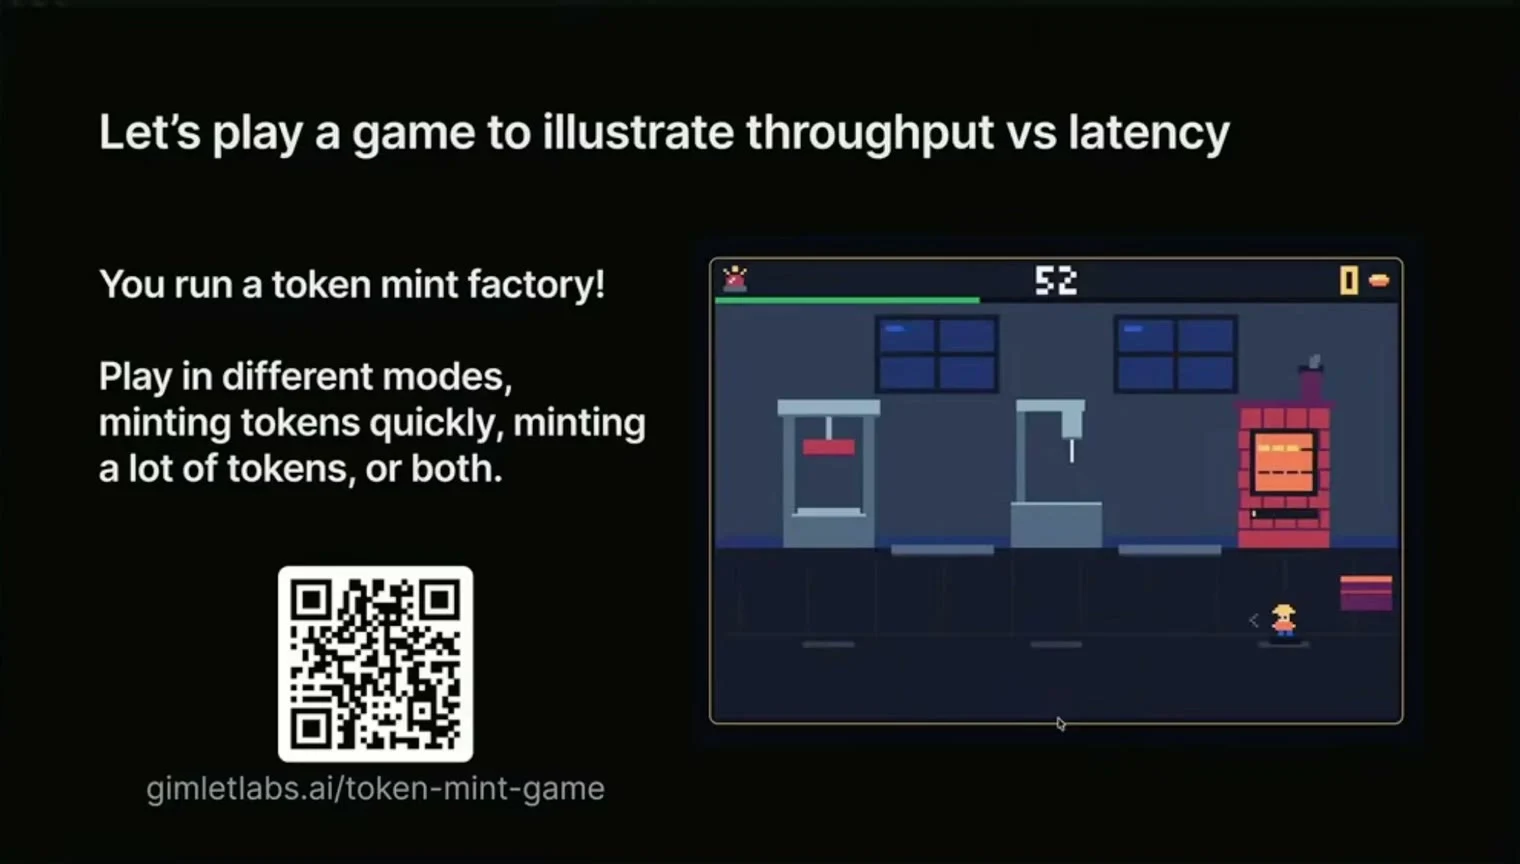 Let's play a game to illustrate throughput vs latency
You run a token mint factory!
Play in different modes,
minting tokens quickly, minting
a lot of tokens, or both.
gimletlabs.ai/token-mint-game
52
0